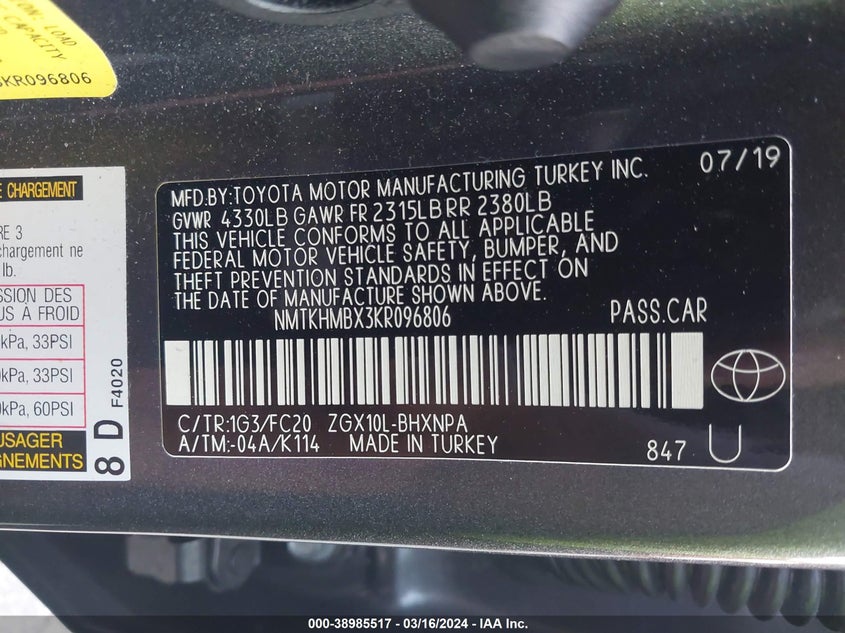 LOAD
CAPACITY
KR096806
E CHARGEMENT
RE 3
chargement ne
lb.
SSION DES
US A FROID
kPa, 33PSI
kPa, 33PSI
kPa, 60PSI
USAGER
GNEMENTS
8 D F4020
07/19
MFD.BY:TOYOTA MOTOR MANUFACTURING TURKEY INC.
GVWR 4330LB GAWR FR 2315LB RR 2380LB
THIS VEHICLE CONFORMS TO ALL APPLICABLE
FEDERAL MOTOR VEHICLE SAFETY, BUMPER, AND
THEFT PREVENTION STANDARDS IN EFFECT ON
THE DATE OF MANUFACTURE SHOWN ABOVE.
NMTKHMBX3KR096806 PASS.CAR
C/TR:1G3/FC20 ZGX10L-BHXNPA
A/TM:-04A/K114 MADE IN TURKEY 847 U
000-38985517 - 03/16/2024 - IAA Inc.